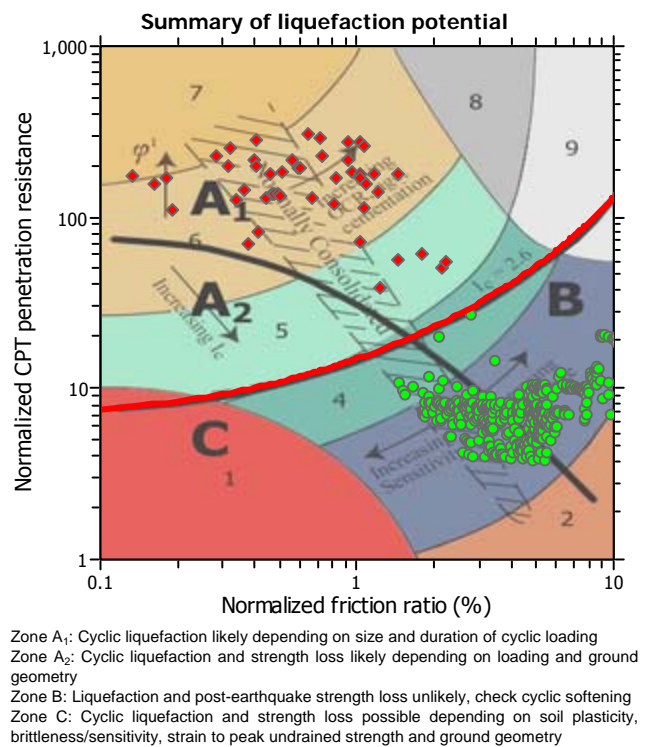 Summary of liquefaction potential
1,000
100
10
1
0.1
1
10
Normalized CPT penetration resistance
Normalized friction ratio (%)
7
8
9
φ'
A1
Increasing
OCR, age,
cementation
Normally Consolidated
6
A2
Increasing Ic
5
Ic = 2.6
B
4
C
1
Increasing
Sensitivity
2
Zone A1: Cyclic liquefaction likely depending on size and duration of cyclic loading
Zone A2: Cyclic liquefaction and strength loss likely depending on loading and ground
geometry
Zone B: Liquefaction and post-earthquake strength loss unlikely, check cyclic softening
Zone C: Cyclic liquefaction and strength loss possible depending on soil plasticity,
brittleness/sensitivity, strain to peak undrained strength and ground geometry